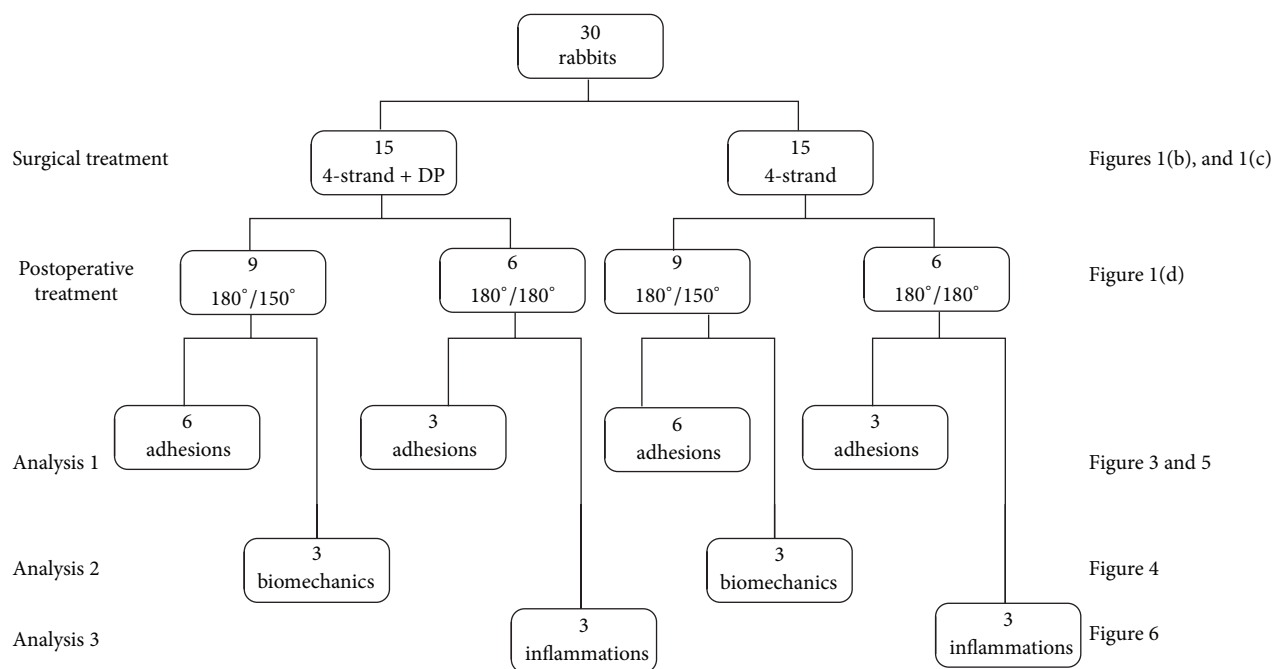 30
rabbits
Surgical treatment
15
4-strand + DP
15
4-strand
Figures 1(b), and 1(c)
Postoperative
treatment
9
180°/150°
6
180°/180°
9
180°/150°
6
180°/180°
Figure 1(d)
Analysis 1
6
adhesions
3
adhesions
6
adhesions
3
adhesions
Figure 3 and 5
Analysis 2
3
biomechanics
3
biomechanics
Figure 4
Analysis 3
3
inflammations
3
inflammations
Figure 6